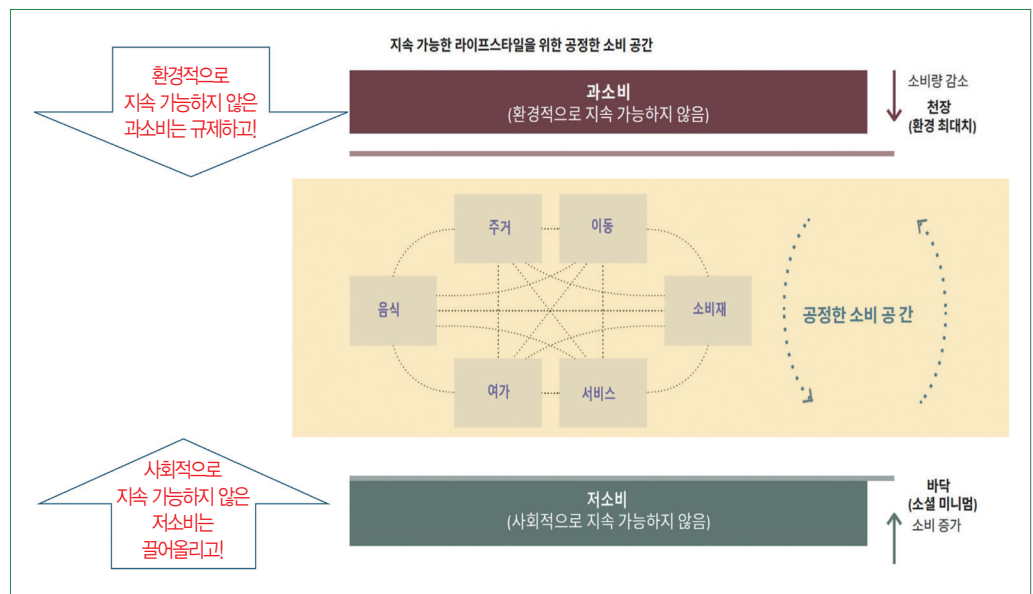 지속 가능한 라이프스타일을 위한 공정한 소비 공간
환경적으로
지속 가능하지 않은
과소비는 규제하고!
과소비
(환경적으로 지속 가능하지 않음)
소비량 감소
천장
(환경 최대치)
주거
이동
음식
소비재
여가
서비스
공정한 소비 공 간
사회적으로
지속 가능하지 않은
저소비는
끌어올리고!
저소비
(사회적으로 지속 가능하지 않음)
바닥
(소셜 미니멈)
소비 증가